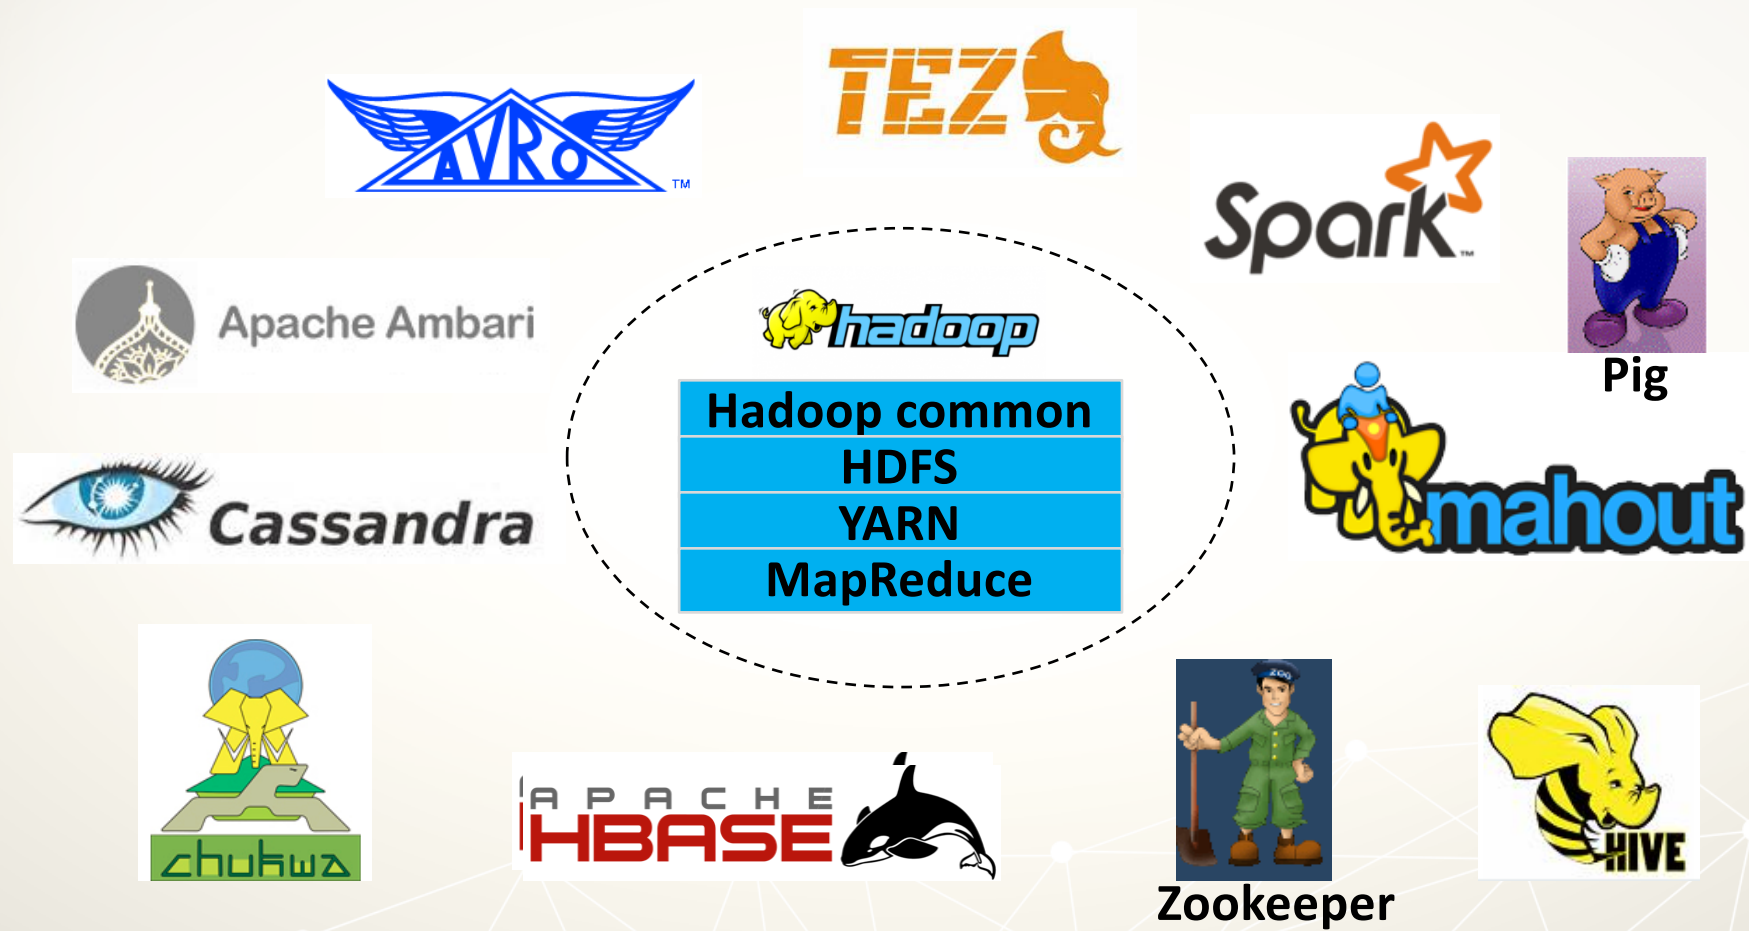 TEZ
AVRO
TM
Spark
TM
Apache Ambari
hadoop
Pig
Hadoop common
HDFS
YARN
MapReduce
mahout
Cassandra
ZOO
chukwa
APACHE
HBASE
HIVE
Zookeeper